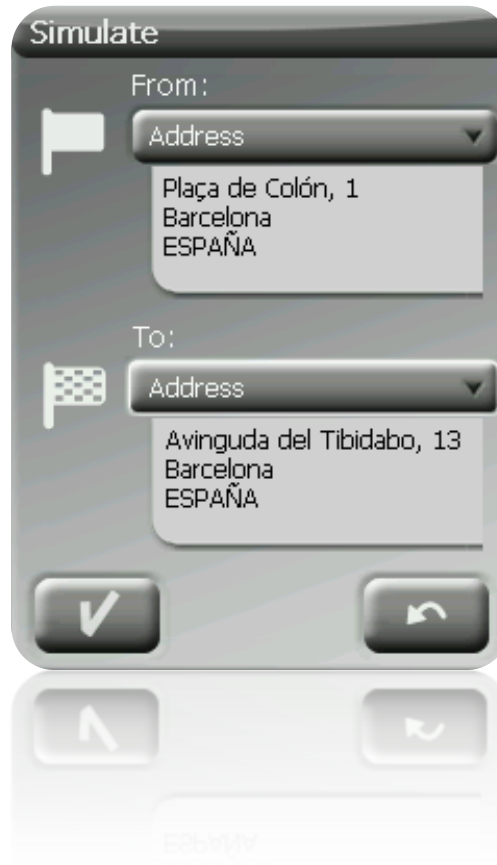 Simulate
From:
Address
Plaça de Colón, 1
Barcelona
ESPAÑA
To:
Address
Avinguda del Tibidabo, 13
Barcelona
ESPAÑA